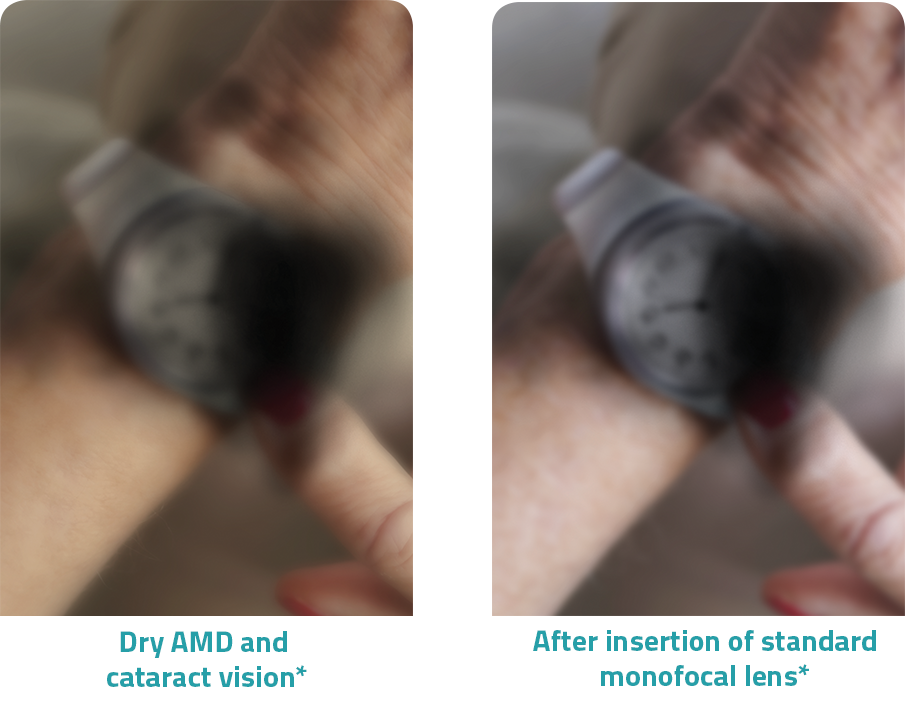 Dry AMD and
cataract vision*
After insertion of standard
monofocal lens*